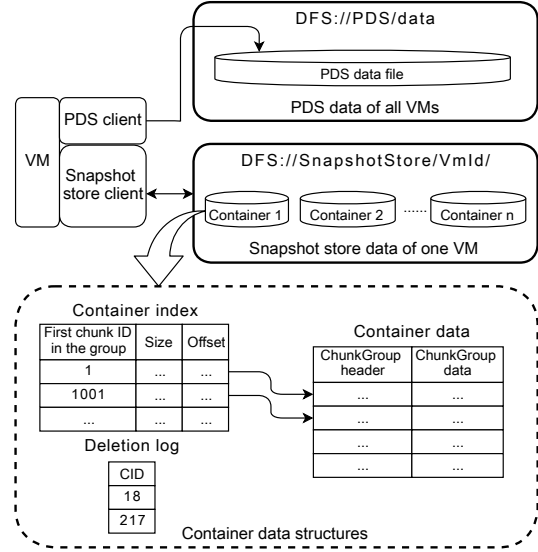 DFS://PDS/data
PDS data file
PDS data of all VMs
PDS client
VM
Snapshot
store client
DFS://SnapshotStore/VmId/
Container 1
Container 2
......
Container n
Snapshot store data of one VM
Container index
First chunk ID
in the group
Size
Offset
1
...
...
1001
...
...
...
...
...
Container data
ChunkGroup
header
ChunkGroup
data
...
...
...
...
...
...
...
...
Deletion log
CID
18
217
Container data structures